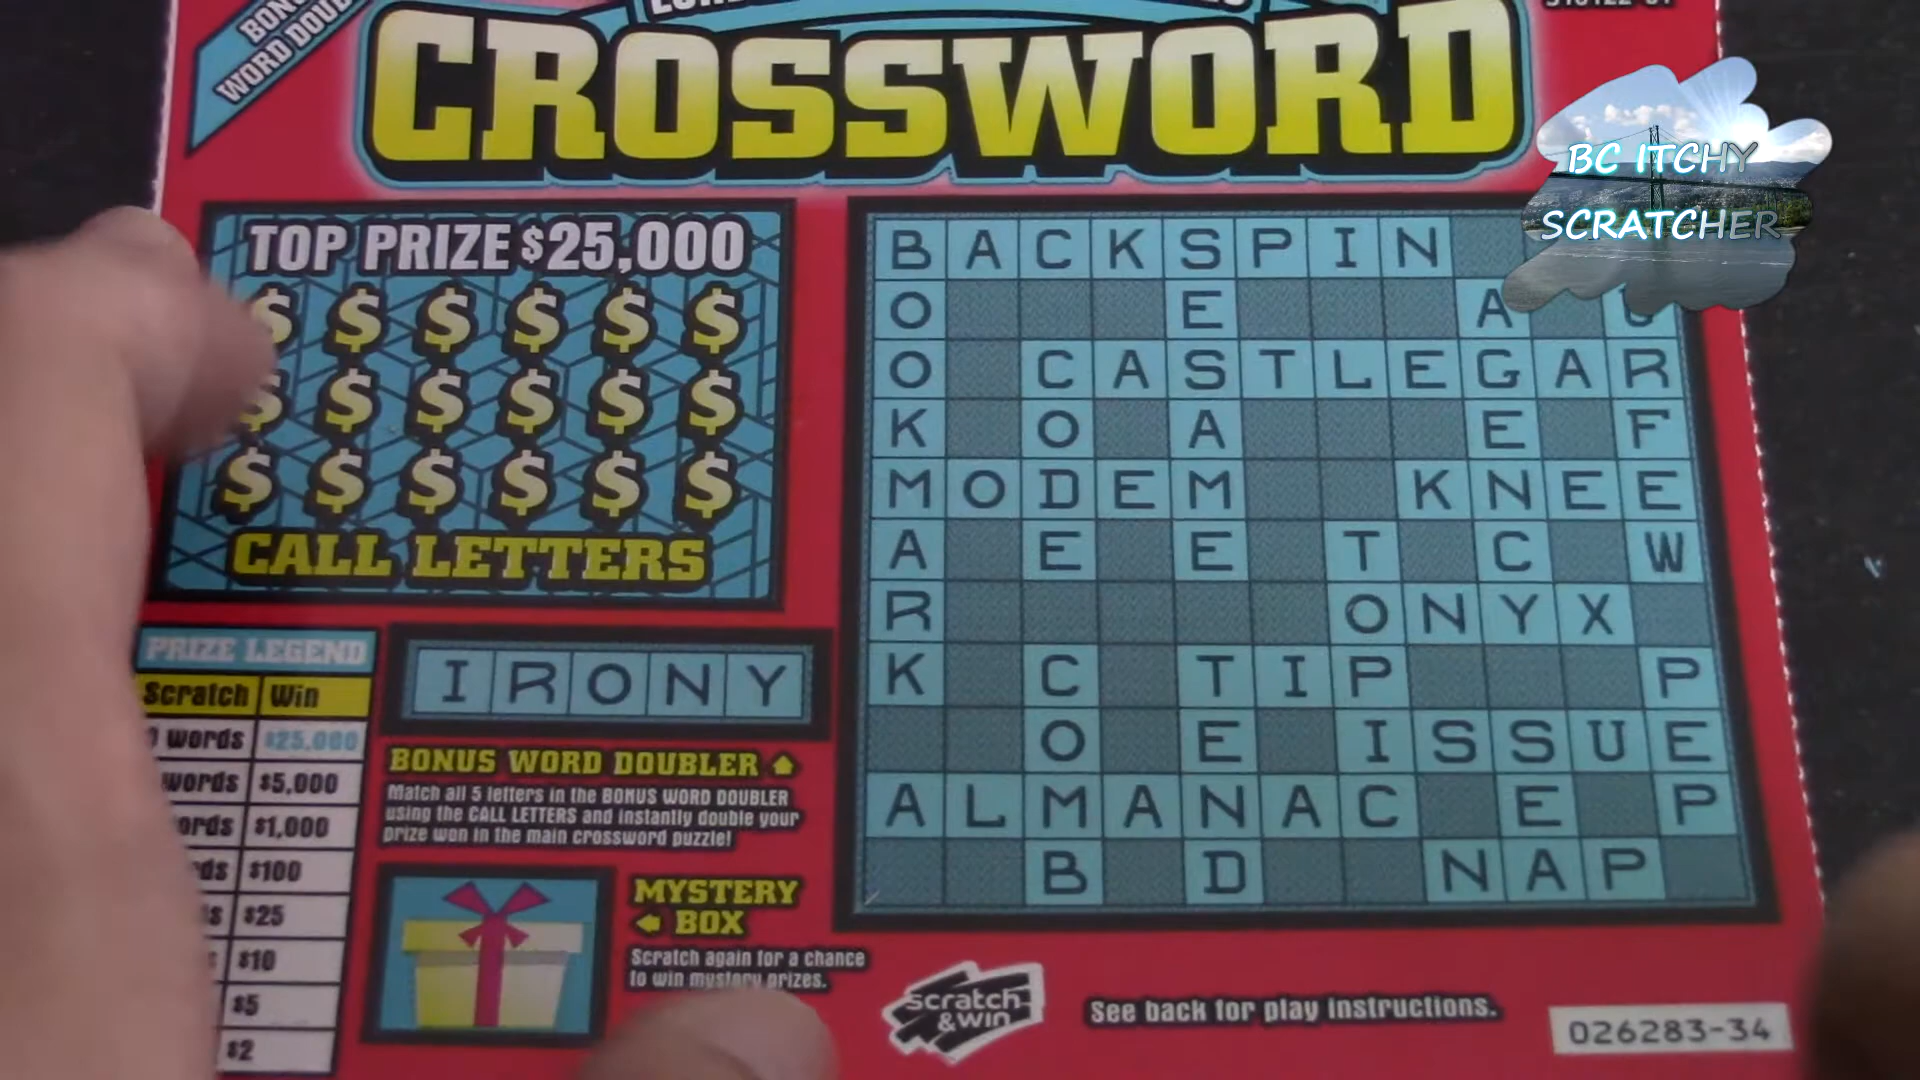 WORD DOUB
CROSSWORD
BC ITCHY
SCRATCHER
TOP PRIZE $25,000
$ $ $ $ $ $
$ $ $ $ $ $
$ $ $ $ $ $
CALL LETTERS
BACKSPIN
O E A
O CASTLEGAR
K O A E F
MODEM KNEE
A E E T C W
R ONYX
K C TIP P
O E ISSUE
ALMANAC E P
B D NAP
PRIZE LEGEND
Scratch Win
words $25,000
words $5,000
$1,000
$100
$25
$10
$5
$2
IRONY
BONUS WORD DOUBLER
Match all 5 letters in the BONUS WORD DOUBLER
using the CALL LETTERS and instantly double your
prize won in the main crossword puzzle!
MYSTERY
BOX
Scratch again for a chance
to win mystery prizes.
Scratch
&win
See back for play instructions.
026283-34